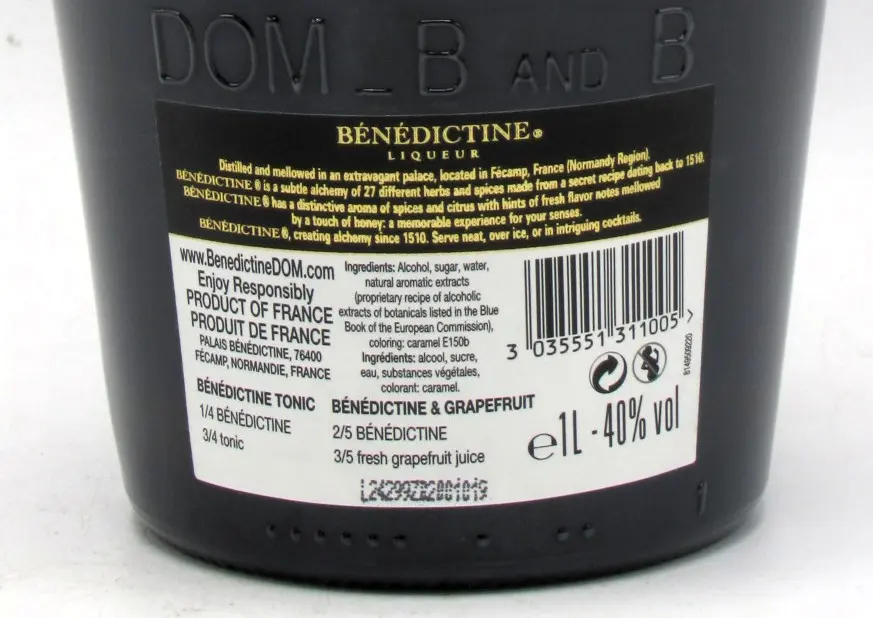 DOM_B AND B
BÉNÉDICTINE®
LIQUEUR
Distilled and mellowed in an extravagant palace, located in Fécamp, France (Normandy Region).
BÉNÉDICTINE® is a subtle alchemy of 27 different herbs and spices made from a secret recipe dating back to 1510.
BÉNÉDICTINE® has a distinctive aroma of spices and citrus with hints of fresh flavor notes mellowed
by a touch of honey: a memorable experience for your senses.
BÉNÉDICTINE®, creating alchemy since 1510. Serve neat, over ice, or in intriguing cocktails.
www.BenedictineDOM.com
Enjoy Responsibly
PRODUCT OF FRANCE
PRODUIT DE FRANCE
PALAIS BÉNÉDICTINE, 76400
FÉCAMP, NORMANDIE, FRANCE
Ingredients: Alcohol, sugar, water,
natural aromatic extracts
(proprietary recipe of alcoholic
extracts of botanicals listed in the Blue
Book of the European Commission),
coloring: caramel E150b
Ingrédients: alcool, sucre,
eau, substances végétales,
colorant: caramel.
3 035551 311005 >
BÉNÉDICTINE TONIC
1/4 BÉNÉDICTINE
3/4 tonic
BÉNÉDICTINE & GRAPEFRUIT
2/5 BÉNÉDICTINE
3/5 fresh grapefruit juice
℮1L - 40% vol